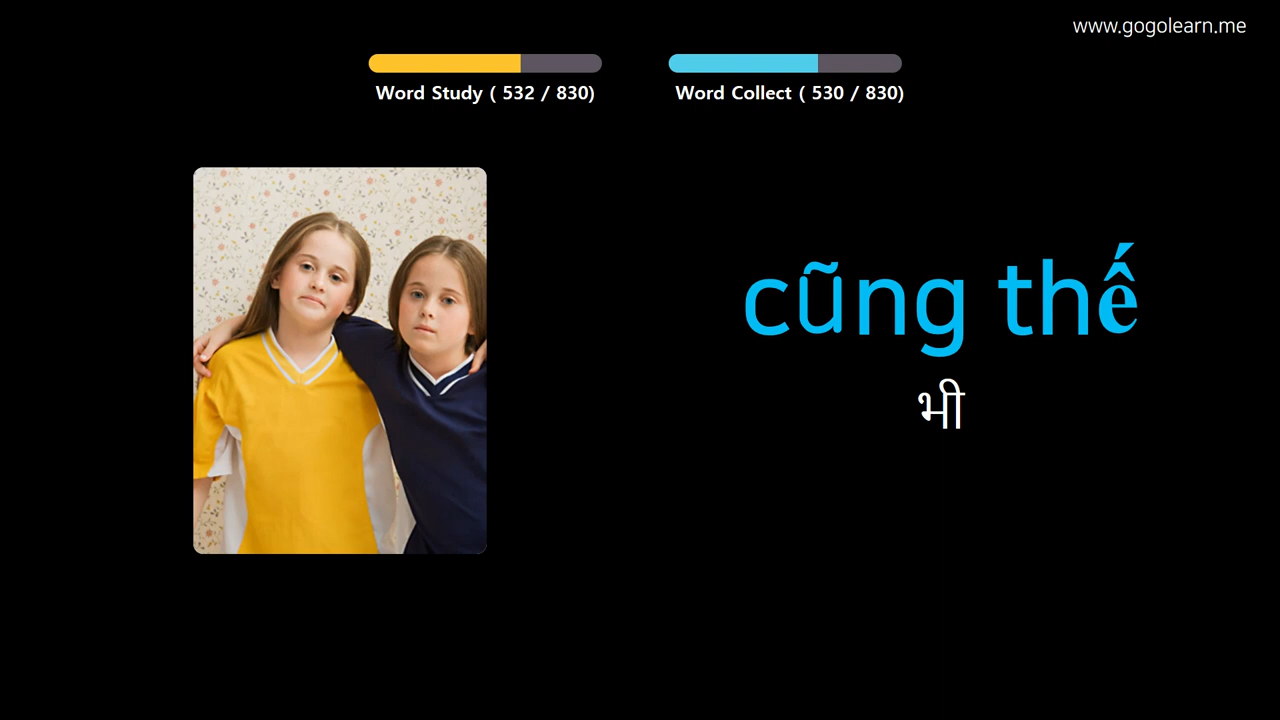 www.gogolearn.me
Word Study ( 532 / 830)
Word Collect ( 530 / 830)
cũng thế
भी